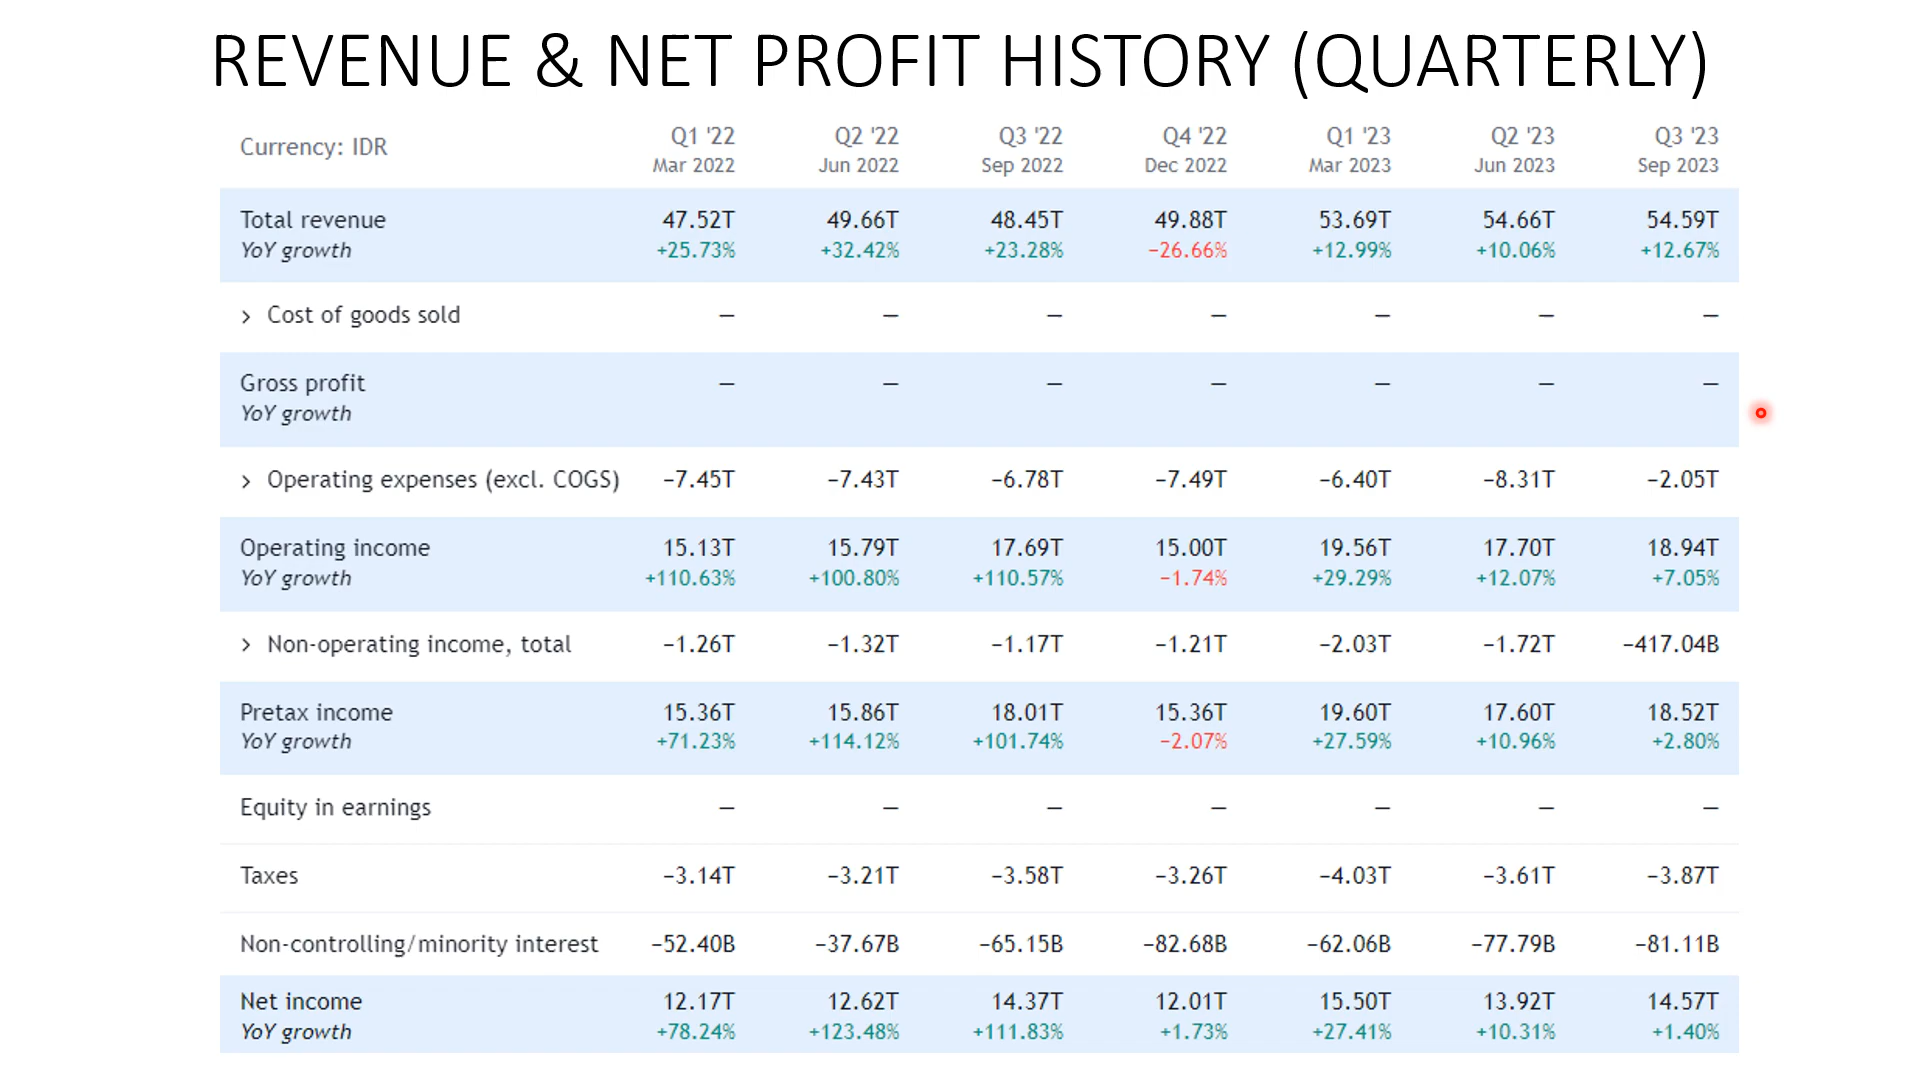 REVENUE & NET PROFIT HISTORY (QUARTERLY)
Currency: IDR Q1 '22 Q2 '22 Q3 '22 Q4 '22 Q1 '23 Q2 '23 Q3 '23
Mar 2022 Jun 2022 Sep 2022 Dec 2022 Mar 2023 Jun 2023 Sep 2023
Total revenue 47.52T 49.66T 48.45T 49.88T 53.69T 54.66T 54.59T
YoY growth +25.73% +32.42% +23.28% −26.66% +12.99% +10.06% +12.67%
Cost of goods sold — — — — — — —
Gross profit — — — — — — —
YoY growth
Operating expenses (excl. COGS) −7.45T −7.43T −6.78T −7.49T −6.40T −8.31T −2.05T
Operating income 15.13T 15.79T 17.69T 15.00T 19.56T 17.70T 18.94T
YoY growth +110.63% +100.80% +110.57% −1.74% +29.29% +12.07% +7.05%
Non-operating income, total −1.26T −1.32T −1.17T −1.21T −2.03T −1.72T −417.04B
Pretax income 15.36T 15.86T 18.01T 15.36T 19.60T 17.60T 18.52T
YoY growth +71.23% +114.12% +101.74% −2.07% +27.59% +10.96% +2.80%
Equity in earnings — — — — — — —
Taxes −3.14T −3.21T −3.58T −3.26T −4.03T −3.61T −3.87T
Non-controlling/minority interest −52.40B −37.67B −65.15B −82.68B −62.06B −77.79B −81.11B
Net income 12.17T 12.62T 14.37T 12.01T 15.50T 13.92T 14.57T
YoY growth +78.24% +123.48% +111.83% +1.73% +27.41% +10.31% +1.40%